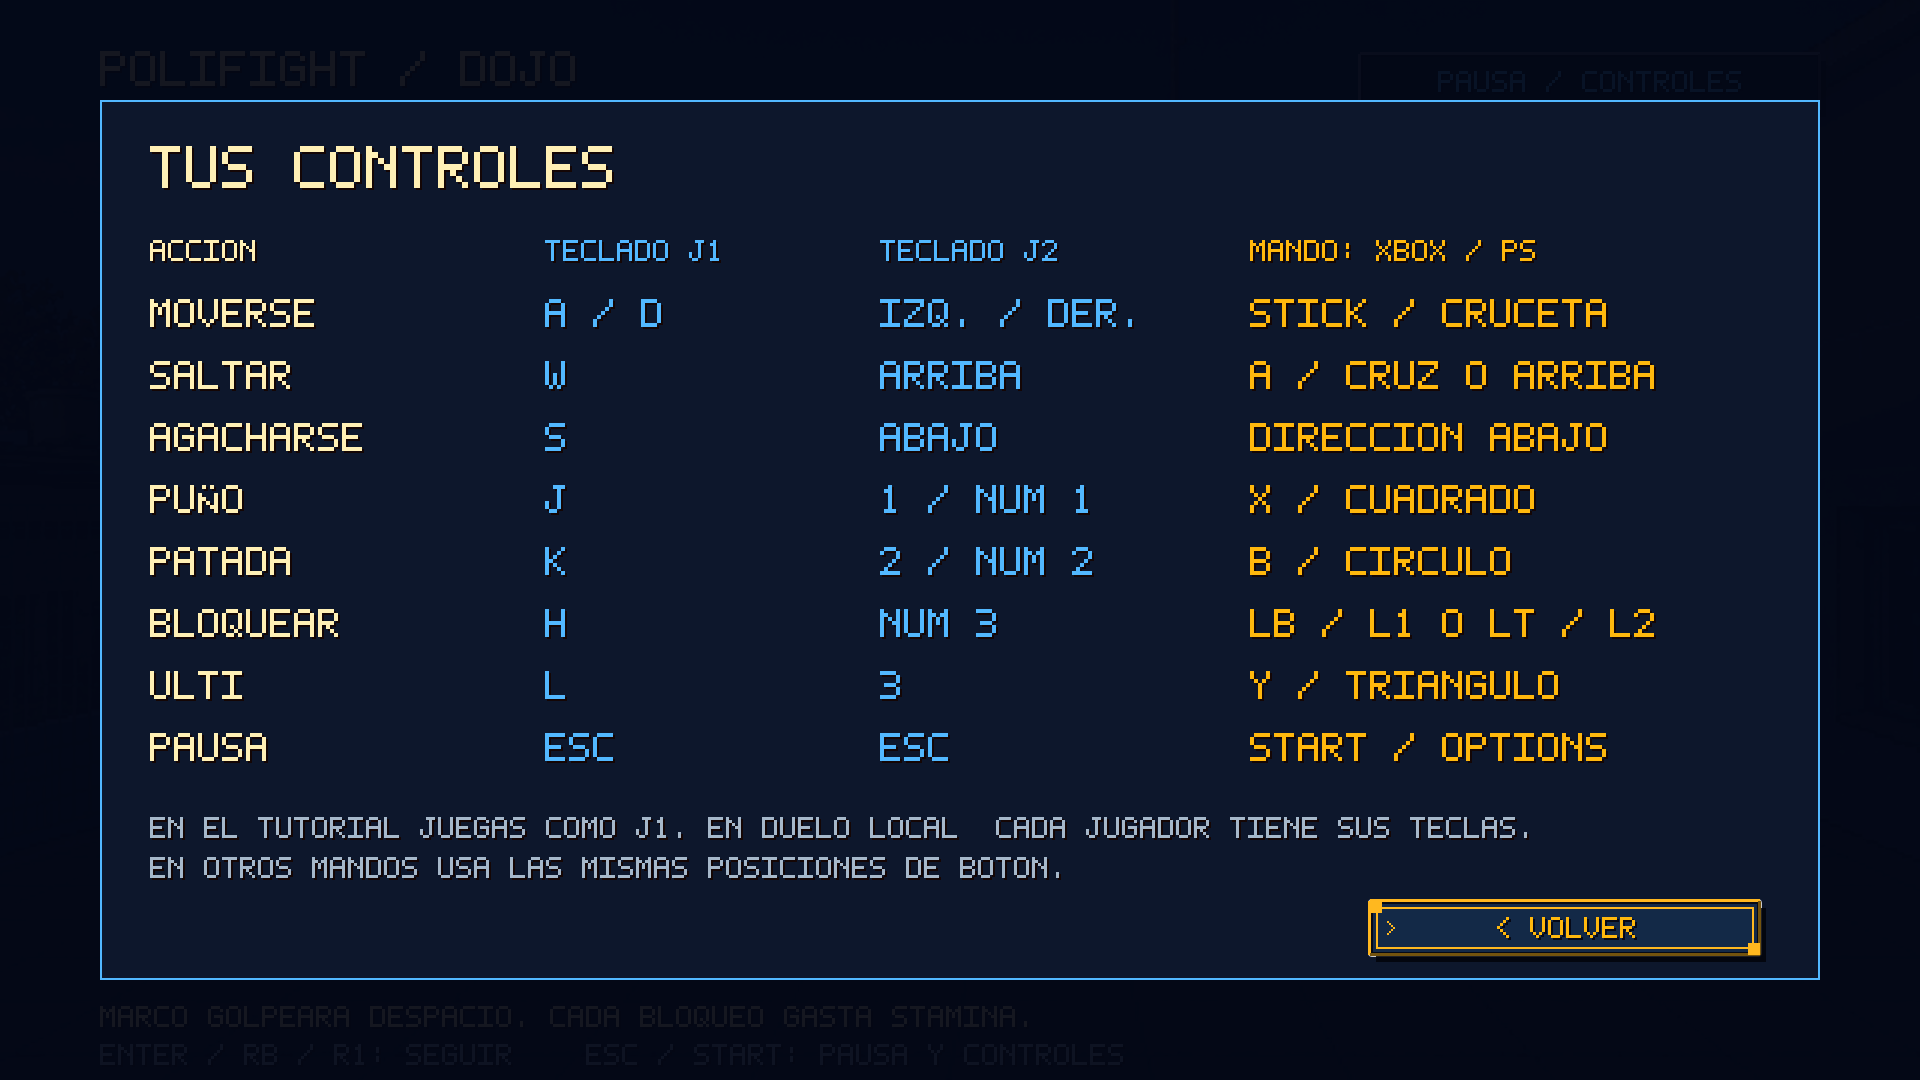 POLIFIGHT / DOJO
PAUSA / CONTROLES
TUS CONTROLES
ACCION TECLADO J1 TECLADO J2 MANDO: XBOX / PS
MOVERSE A / D IZQ. / DER. STICK / CRUCETA
SALTAR W ARRIBA A / CRUZ O ARRIBA
AGACHARSE S ABAJO DIRECCION ABAJO
PUÑO J 1 / NUM 1 X / CUADRADO
PATADA K 2 / NUM 2 B / CIRCULO
BLOQUEAR H NUM 3 LB / L1 O LT / L2
ULTI L 3 Y / TRIANGULO
PAUSA ESC ESC START / OPTIONS
EN EL TUTORIAL JUEGAS COMO J1. EN DUELO LOCAL  CADA JUGADOR TIENE SUS TECLAS.
EN OTROS MANDOS USA LAS MISMAS POSICIONES DE BOTON.
> < VOLVER
MARCO GOLPEARA DESPACIO. CADA BLOQUEO GASTA STAMINA.
ENTER / RB / R1: SEGUIR ESC / START: PAUSA Y CONTROLES